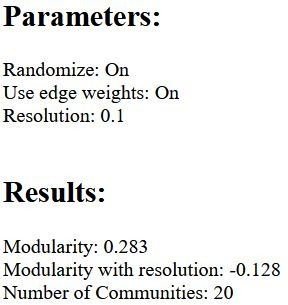 Parameters:
Randomize: On
Use edge weights: On
Resolution: 0.1
Results:
Modularity: 0.283
Modularity with resolution: -0.128
Number of Communities: 20